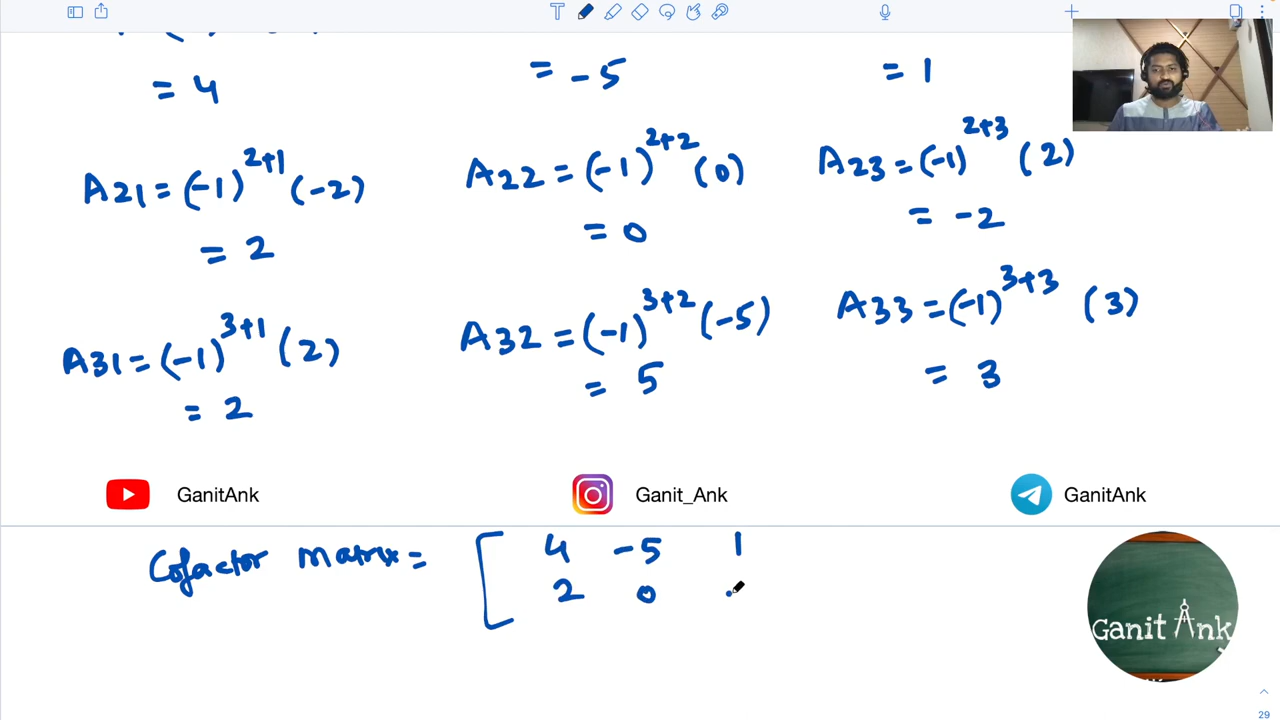 = 4 = -5 = 1
A21 = (-1)^2+1 (-2) A22 = (-1)^2+2 (0) A23 = (-1)^2+3 (2)
= 2 = 0 = -2
A31 = (-1)^3+1 (2) A32 = (-1)^3+2 (-5) A33 = (-1)^3+3 (3)
= 2 = 5 = 3
GanitAnk Ganit_Ank GanitAnk
Cofactor Matrix = [ 4 -5 1
2 0
Ganit Ank
29